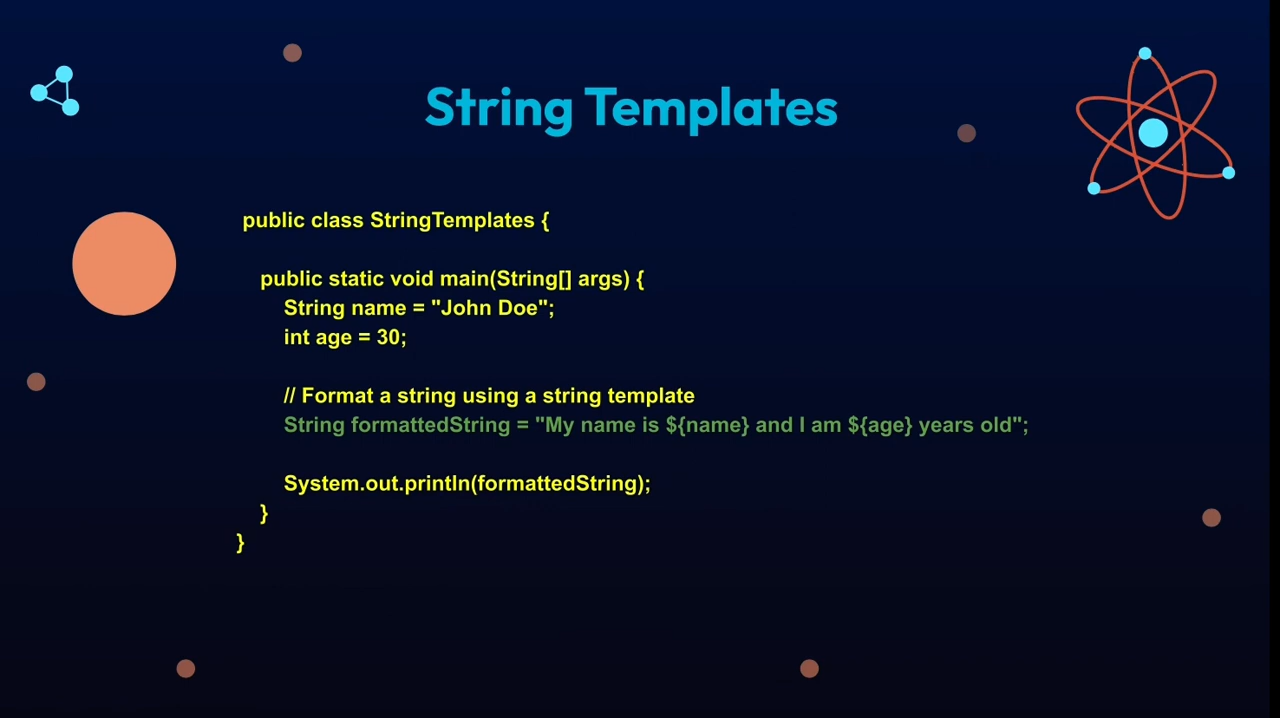 String Templates
public class StringTemplates {
public static void main(String[] args) {
String name = "John Doe";
int age = 30;
// Format a string using a string template
String formattedString = "My name is ${name} and I am ${age} years old";
System.out.println(formattedString);
}
}